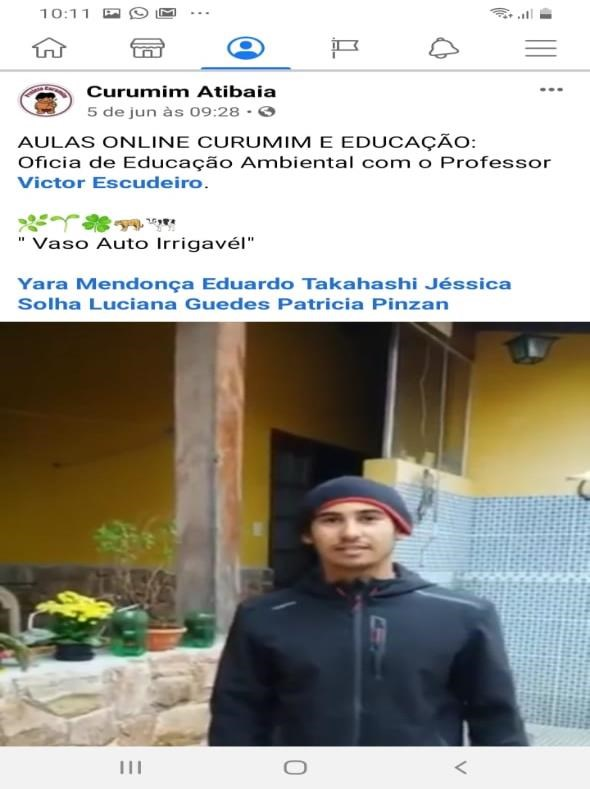 10:11
Curumim Atibaia
5 de jun às 09:28
AULAS ONLINE CURUMIM E EDUCAÇÃO:
Oficia de Educação Ambiental com o Professor
Victor Escudeiro.
" Vaso Auto Irrigavél"
Yara Mendonça Eduardo Takahashi Jéssica
Solha Luciana Guedes Patricia Pinzan